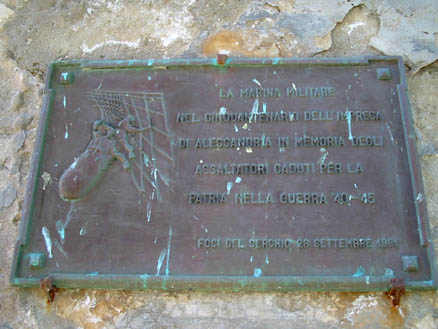 LA MARINA MILITARE
NEL CINQUANTENARIO DELL'IMPRESA
DI ALESSANDRIA IN MEMORIA DEGLI
ASSALTATORI CADUTI PER LA
PATRIA NELLA GUERRA 40-45
FOCI DEL SERCHIO 28 SETTEMBRE 1991